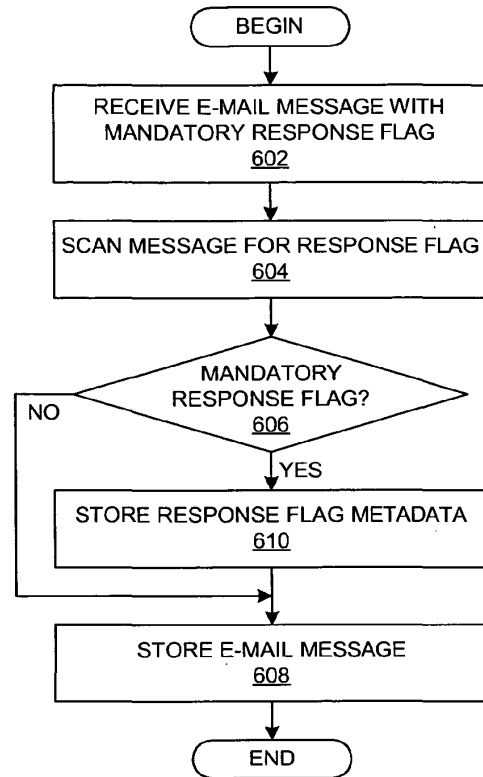 BEGIN
RECEIVE E-MAIL MESSAGE WITH
MANDATORY RESPONSE FLAG
602
SCAN MESSAGE FOR RESPONSE FLAG
604
MANDATORY
RESPONSE FLAG?
606
NO
YES
STORE RESPONSE FLAG METADATA
610
STORE E-MAIL MESSAGE
608
END